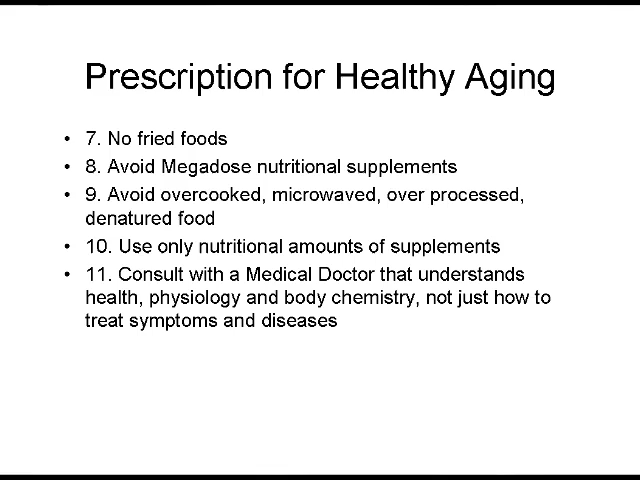 Prescription for Healthy Aging
• 7. No fried foods
• 8. Avoid Megadose nutritional supplements
• 9. Avoid overcooked, microwaved, over processed,
denatured food
• 10. Use only nutritional amounts of supplements
• 11. Consult with a Medical Doctor that understands
health, physiology and body chemistry, not just how to
treat symptoms and diseases